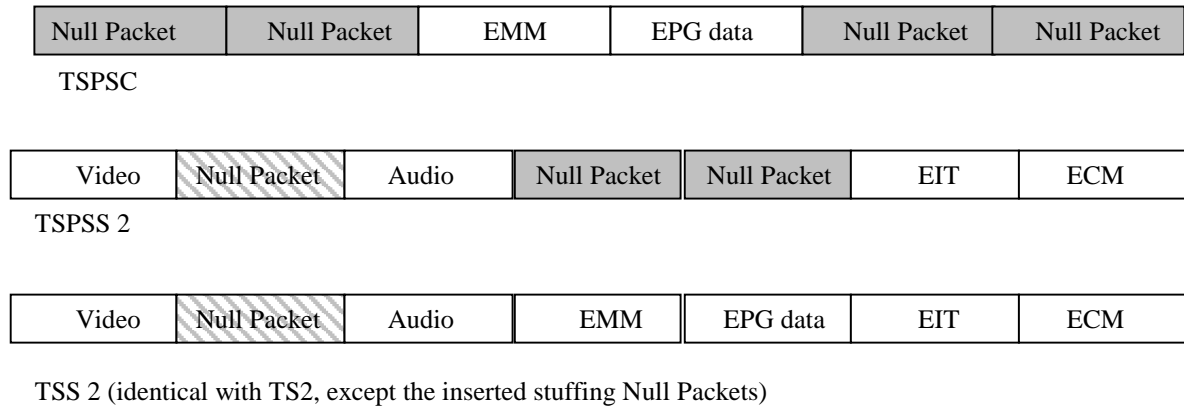 Null Packet Null Packet EMM EPG data Null Packet Null Packet
TSPSC
Video Null Packet Audio Null Packet Null Packet EIT ECM
TSPSS 2
Video Null Packet Audio EMM EPG data EIT ECM
TSS 2 (identical with TS2, except the inserted stuffing Null Packets)